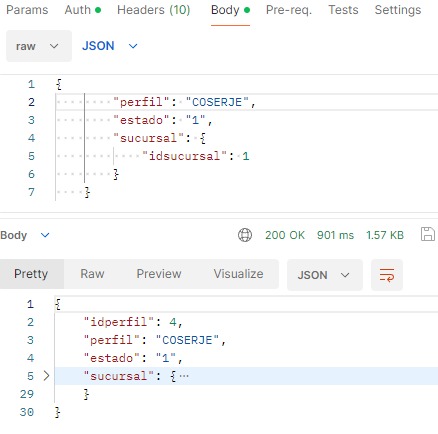 Params Auth Headers (10) Body Pre-req. Tests Settings
raw JSON
1 {
2 "perfil": "COSERJE",
3 "estado": "1",
4 "sucursal": {
5 "idsucursal": 1
6 }
7 }
Body 200 OK 901 ms 1.57 KB
Pretty Raw Preview Visualize JSON
1 {
2 "idperfil": 4,
3 "perfil": "COSERJE",
4 "estado": "1",
5 "sucursal": {…
29 }
30 }